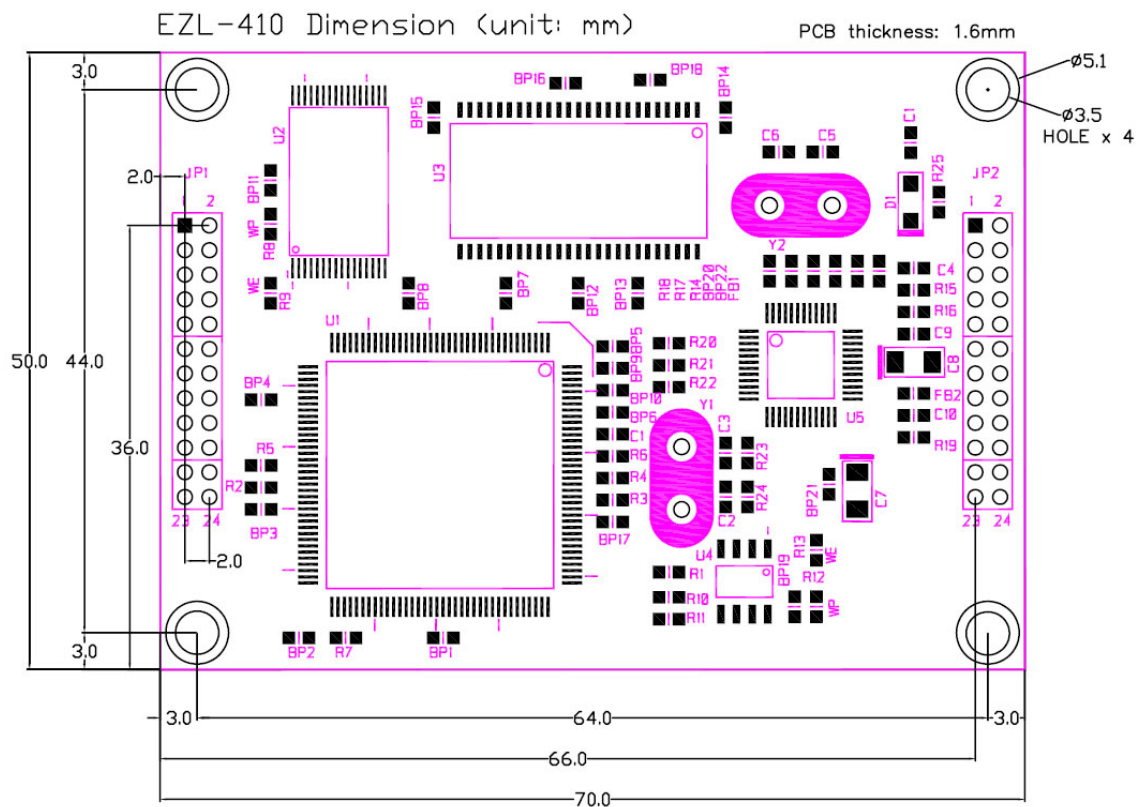 EZL-410 Dimension (unit: mm)
PCB thickness: 1.6mm
3.0
ø5.1
ø3.5
HOLE x 4
BP16
BP18
BP14
BP15
U2
U3
C6
C5
C1
R25
D1
2.0
JP1
JP2
1 2
1 2
BP11
WP
R8
Y2
WE
R9
BP8
BP7
BP12
BP13
R18
R17
R14
BP20
BP22
FB1
C4
R15
R16
C9
C8
U1
BP5
BP9
BP10
BP6
C1
R6
R4
R3
BP17
R20
R21
R22
U5
FB2
C10
R19
50.0
44.0
36.0
BP4
R5
R2
BP3
Y1
C3
R23
R24
C2
BP21
C7
23 24
23 24
2.0
U4
BP19
R13
WE
R12
WP
R1
R10
R11
3.0
BP2
R7
BP1
3.0
64.0
3.0
66.0
70.0